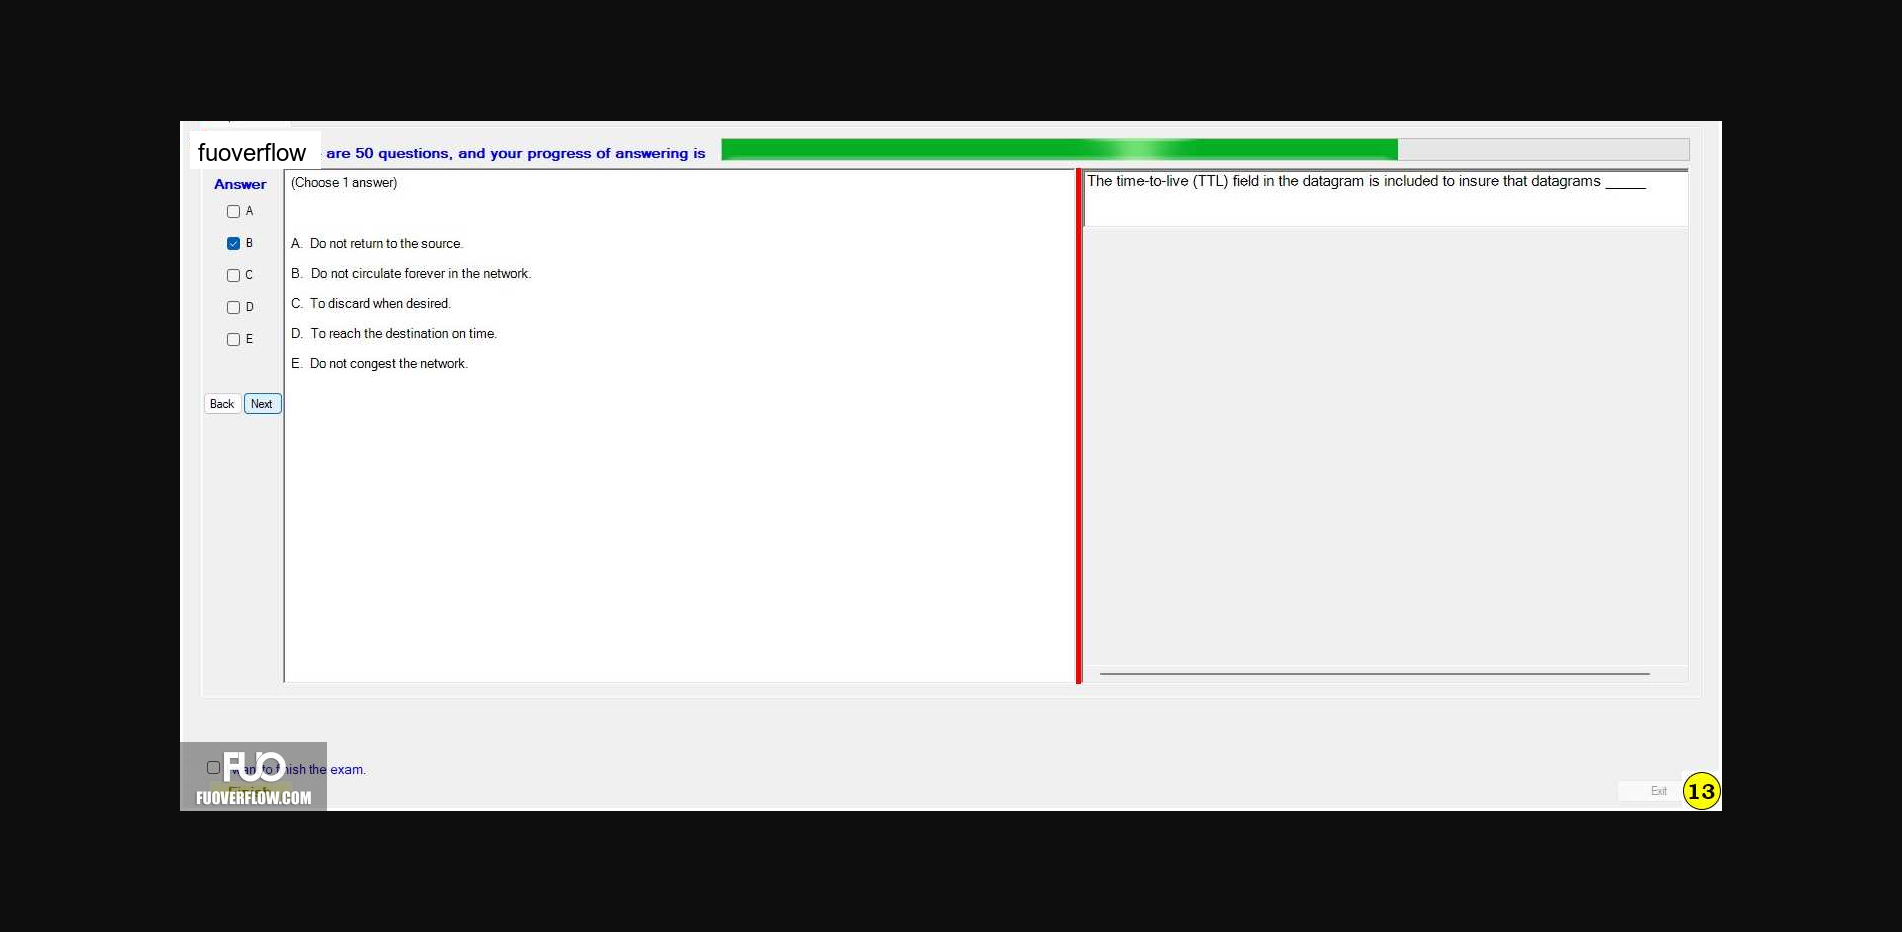 fuoverflow are 50 questions, and your progress of answering is
Answer
A
B
C
D
E
Back Next
(Choose 1 answer)
A. Do not return to the source.
B. Do not circulate forever in the network.
C. To discard when desired.
D. To reach the destination on time.
E. Do not congest the network.
The time-to-live (TTL) field in the datagram is included to insure that datagrams _____
FUO
want to finish the exam.
Finish
FUOVERFLOW.COM
Exit
13